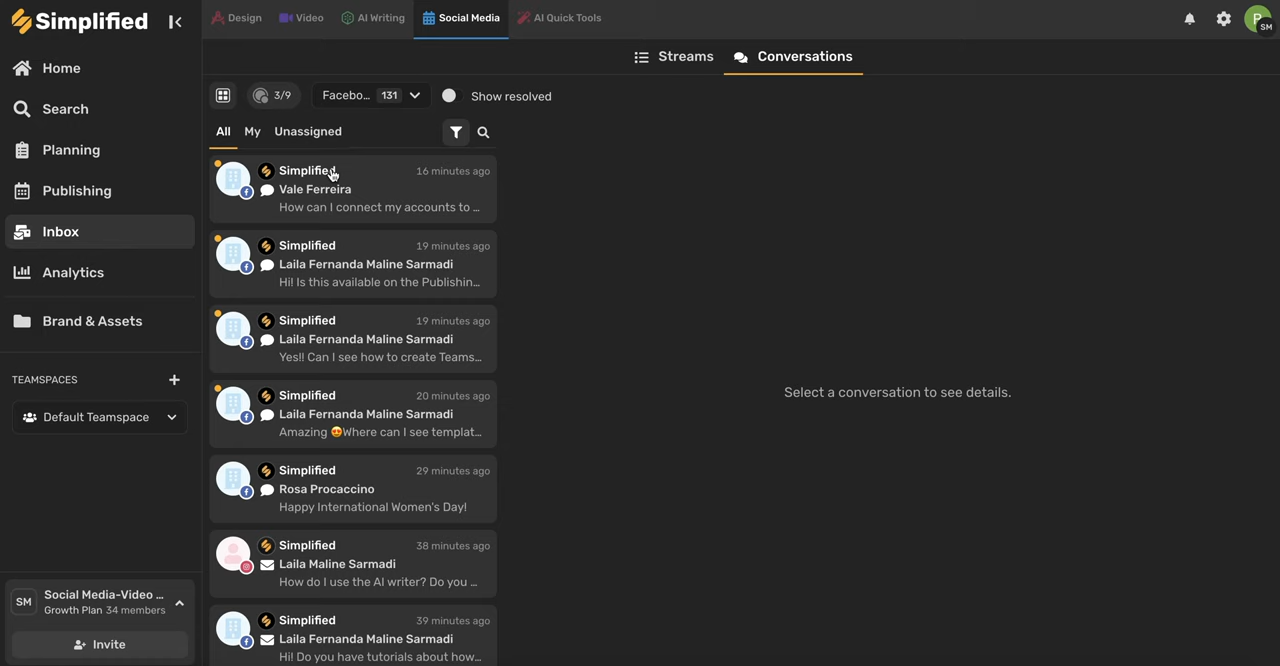 Simplified
Design
Video
AI Writing
Social Media
AI Quick Tools
SM
Home
Search
Planning
Publishing
Inbox
Analytics
Brand & Assets
TEAMSPACES
Default Teamspace
SM
Social Media-Video ...
Growth Plan 34 members
Invite
Streams
Conversations
3/9
Facebo... 131
Show resolved
All
My
Unassigned
Simplified 16 minutes ago
Vale Ferreira
How can I connect my accounts to ...
Simplified 19 minutes ago
Laila Fernanda Maline Sarmadi
Hi! Is this available on the Publishin...
Simplified 19 minutes ago
Laila Fernanda Maline Sarmadi
Yes!! Can I see how to create Teams...
Simplified 20 minutes ago
Laila Fernanda Maline Sarmadi
Amazing 😍Where can I see templat...
Simplified 29 minutes ago
Rosa Procaccino
Happy International Women's Day!
Simplified 38 minutes ago
Laila Maline Sarmadi
How do I use the AI writer? Do you ...
Simplified 39 minutes ago
Laila Fernanda Maline Sarmadi
Hi! Do you have tutorials about how...
Select a conversation to see details.